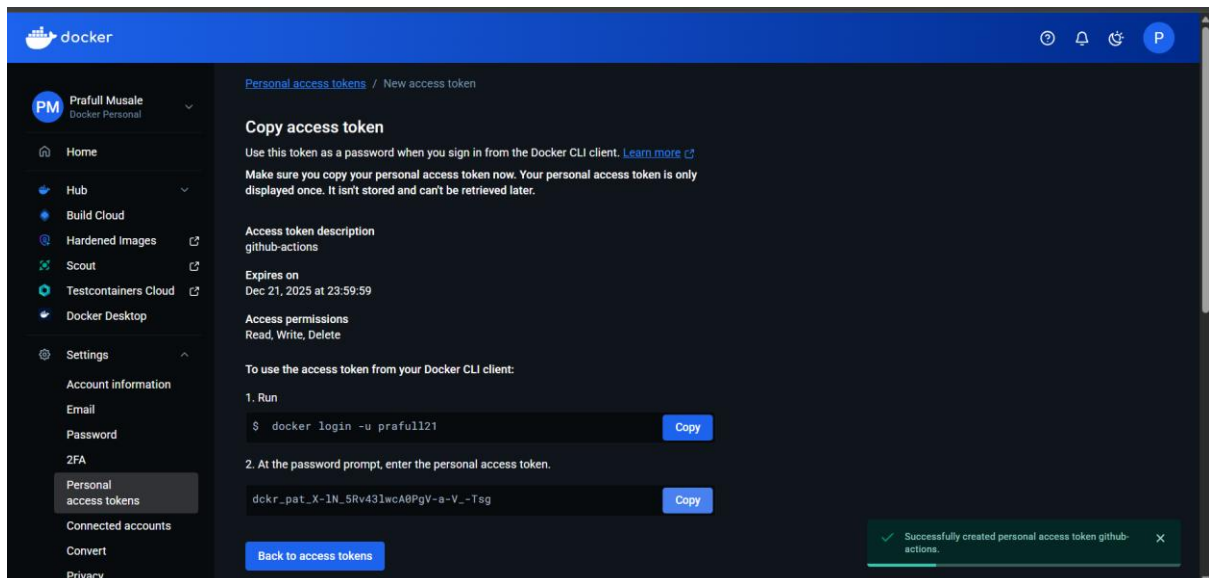 docker
P
PM
Prafull Musale
Docker Personal
Home
Hub
Build Cloud
Hardened Images
Scout
Testcontainers Cloud
Docker Desktop
Settings
Account information
Email
Password
2FA
Personal
access tokens
Connected accounts
Convert
Privacy
Personal access tokens / New access token
Copy access token
Use this token as a password when you sign in from the Docker CLI client. Learn more
Make sure you copy your personal access token now. Your personal access token is only
displayed once. It isn't stored and can't be retrieved later.
Access token description
github-actions
Expires on
Dec 21, 2025 at 23:59:59
Access permissions
Read, Write, Delete
To use the access token from your Docker CLI client:
1. Run
$ docker login -u prafull21
Copy
2. At the password prompt, enter the personal access token.
dckr_pat_X-lN_5Rv43lwcA0PgV-a-V_-Tsg
Copy
Back to access tokens
Successfully created personal access token github-
actions.